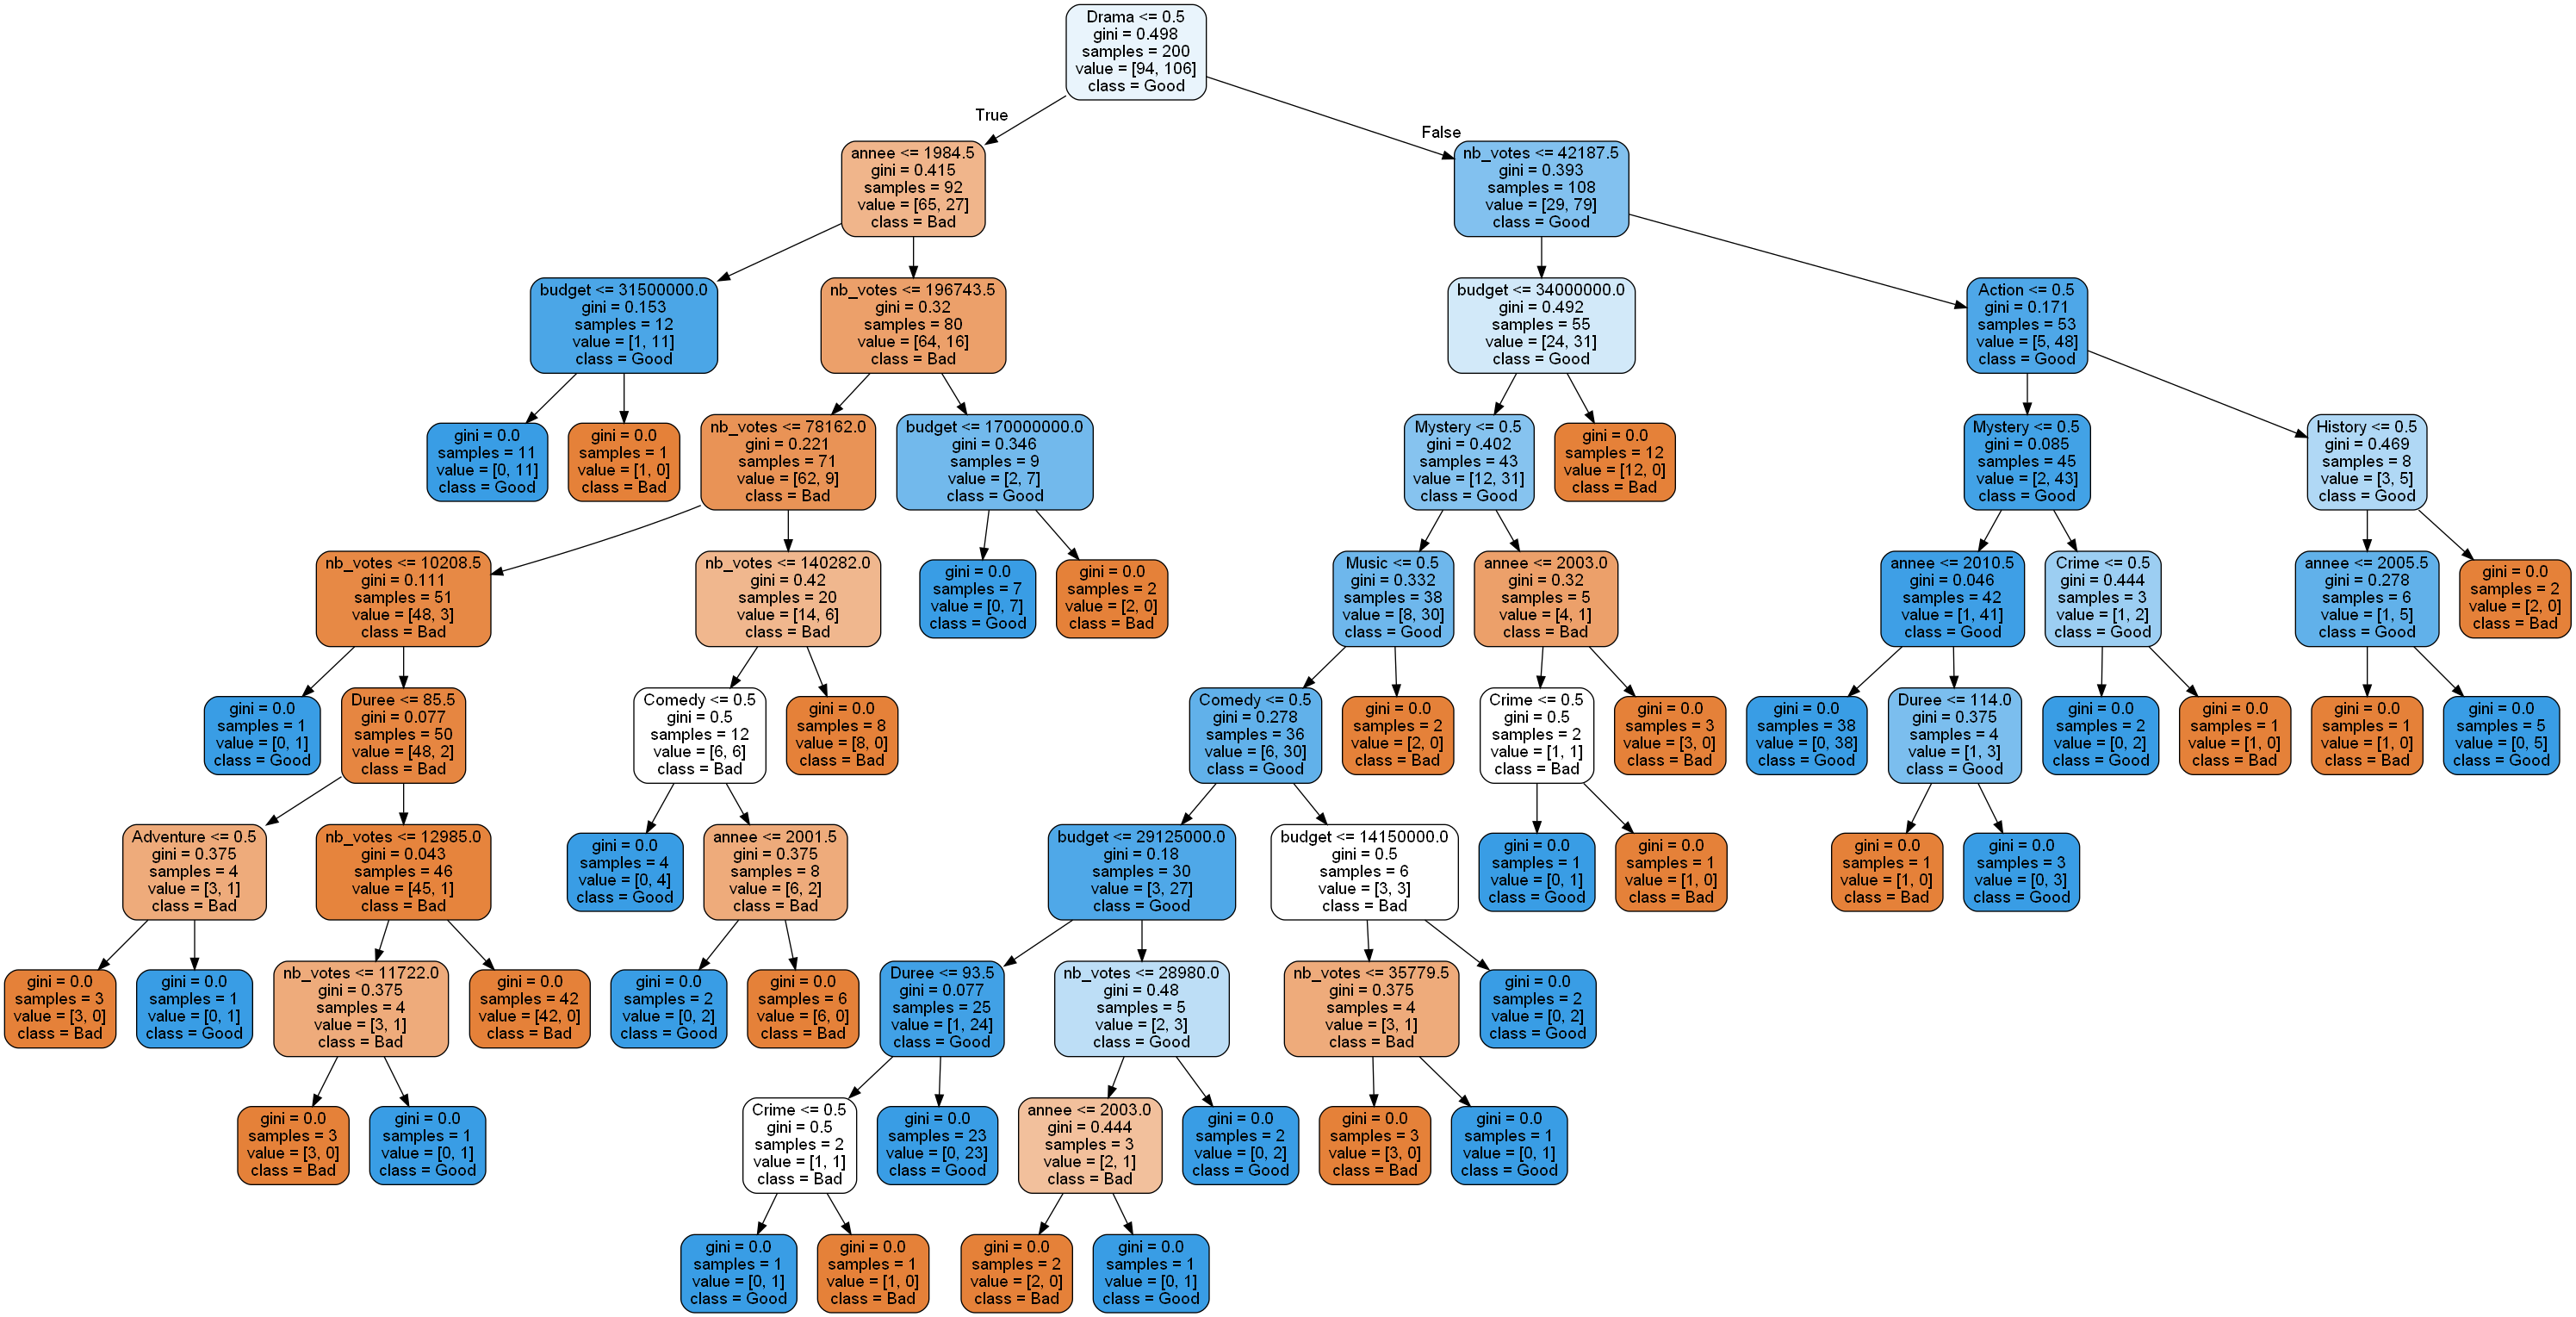 Drama <= 0.5
gini = 0.498
samples = 200
value = [94, 106]
class = Good
True
False
annee <= 1984.5
gini = 0.415
samples = 92
value = [65, 27]
class = Bad
nb_votes <= 42187.5
gini = 0.393
samples = 108
value = [29, 79]
class = Good
budget <= 31500000.0
gini = 0.153
samples = 12
value = [1, 11]
class = Good
nb_votes <= 196743.5
gini = 0.32
samples = 80
value = [64, 16]
class = Bad
budget <= 34000000.0
gini = 0.492
samples = 55
value = [24, 31]
class = Good
Action <= 0.5
gini = 0.171
samples = 53
value = [5, 48]
class = Good
gini = 0.0
samples = 11
value = [0, 11]
class = Good
gini = 0.0
samples = 1
value = [1, 0]
class = Bad
nb_votes <= 78162.0
gini = 0.221
samples = 71
value = [62, 9]
class = Bad
budget <= 170000000.0
gini = 0.346
samples = 9
value = [2, 7]
class = Good
Mystery <= 0.5
gini = 0.402
samples = 43
value = [12, 31]
class = Good
gini = 0.0
samples = 12
value = [12, 0]
class = Bad
Mystery <= 0.5
gini = 0.085
samples = 45
value = [2, 43]
class = Good
History <= 0.5
gini = 0.469
samples = 8
value = [3, 5]
class = Good
nb_votes <= 10208.5
gini = 0.111
samples = 51
value = [48, 3]
class = Bad
nb_votes <= 140282.0
gini = 0.42
samples = 20
value = [14, 6]
class = Bad
gini = 0.0
samples = 7
value = [0, 7]
class = Good
gini = 0.0
samples = 2
value = [2, 0]
class = Bad
Music <= 0.5
gini = 0.332
samples = 38
value = [8, 30]
class = Good
annee <= 2003.0
gini = 0.32
samples = 5
value = [4, 1]
class = Bad
annee <= 2010.5
gini = 0.046
samples = 42
value = [1, 41]
class = Good
Crime <= 0.5
gini = 0.444
samples = 3
value = [1, 2]
class = Good
annee <= 2005.5
gini = 0.278
samples = 6
value = [1, 5]
class = Good
gini = 0.0
samples = 2
value = [2, 0]
class = Bad
gini = 0.0
samples = 1
value = [0, 1]
class = Good
Duree <= 85.5
gini = 0.077
samples = 50
value = [48, 2]
class = Bad
Comedy <= 0.5
gini = 0.5
samples = 12
value = [6, 6]
class = Bad
gini = 0.0
samples = 8
value = [8, 0]
class = Bad
Comedy <= 0.5
gini = 0.278
samples = 36
value = [6, 30]
class = Good
gini = 0.0
samples = 2
value = [2, 0]
class = Bad
Crime <= 0.5
gini = 0.5
samples = 2
value = [1, 1]
class = Bad
gini = 0.0
samples = 3
value = [3, 0]
class = Bad
gini = 0.0
samples = 38
value = [0, 38]
class = Good
Duree <= 114.0
gini = 0.375
samples = 4
value = [1, 3]
class = Good
gini = 0.0
samples = 2
value = [0, 2]
class = Good
gini = 0.0
samples = 1
value = [1, 0]
class = Bad
gini = 0.0
samples = 1
value = [1, 0]
class = Bad
gini = 0.0
samples = 5
value = [0, 5]
class = Good
Adventure <= 0.5
gini = 0.375
samples = 4
value = [3, 1]
class = Bad
nb_votes <= 12985.0
gini = 0.043
samples = 46
value = [45, 1]
class = Bad
gini = 0.0
samples = 4
value = [0, 4]
class = Good
annee <= 2001.5
gini = 0.375
samples = 8
value = [6, 2]
class = Bad
budget <= 29125000.0
gini = 0.18
samples = 30
value = [3, 27]
class = Good
budget <= 14150000.0
gini = 0.5
samples = 6
value = [3, 3]
class = Bad
gini = 0.0
samples = 1
value = [0, 1]
class = Good
gini = 0.0
samples = 1
value = [1, 0]
class = Bad
gini = 0.0
samples = 1
value = [1, 0]
class = Bad
gini = 0.0
samples = 3
value = [0, 3]
class = Good
gini = 0.0
samples = 3
value = [3, 0]
class = Bad
gini = 0.0
samples = 1
value = [0, 1]
class = Good
nb_votes <= 11722.0
gini = 0.375
samples = 4
value = [3, 1]
class = Bad
gini = 0.0
samples = 42
value = [42, 0]
class = Bad
gini = 0.0
samples = 2
value = [0, 2]
class = Good
gini = 0.0
samples = 6
value = [6, 0]
class = Bad
Duree <= 93.5
gini = 0.077
samples = 25
value = [1, 24]
class = Good
nb_votes <= 28980.0
gini = 0.48
samples = 5
value = [2, 3]
class = Good
nb_votes <= 35779.5
gini = 0.375
samples = 4
value = [3, 1]
class = Bad
gini = 0.0
samples = 2
value = [0, 2]
class = Good
gini = 0.0
samples = 3
value = [3, 0]
class = Bad
gini = 0.0
samples = 1
value = [0, 1]
class = Good
Crime <= 0.5
gini = 0.5
samples = 2
value = [1, 1]
class = Bad
gini = 0.0
samples = 23
value = [0, 23]
class = Good
annee <= 2003.0
gini = 0.444
samples = 3
value = [2, 1]
class = Bad
gini = 0.0
samples = 2
value = [0, 2]
class = Good
gini = 0.0
samples = 3
value = [3, 0]
class = Bad
gini = 0.0
samples = 1
value = [0, 1]
class = Good
gini = 0.0
samples = 1
value = [0, 1]
class = Good
gini = 0.0
samples = 1
value = [1, 0]
class = Bad
gini = 0.0
samples = 2
value = [2, 0]
class = Bad
gini = 0.0
samples = 1
value = [0, 1]
class = Good